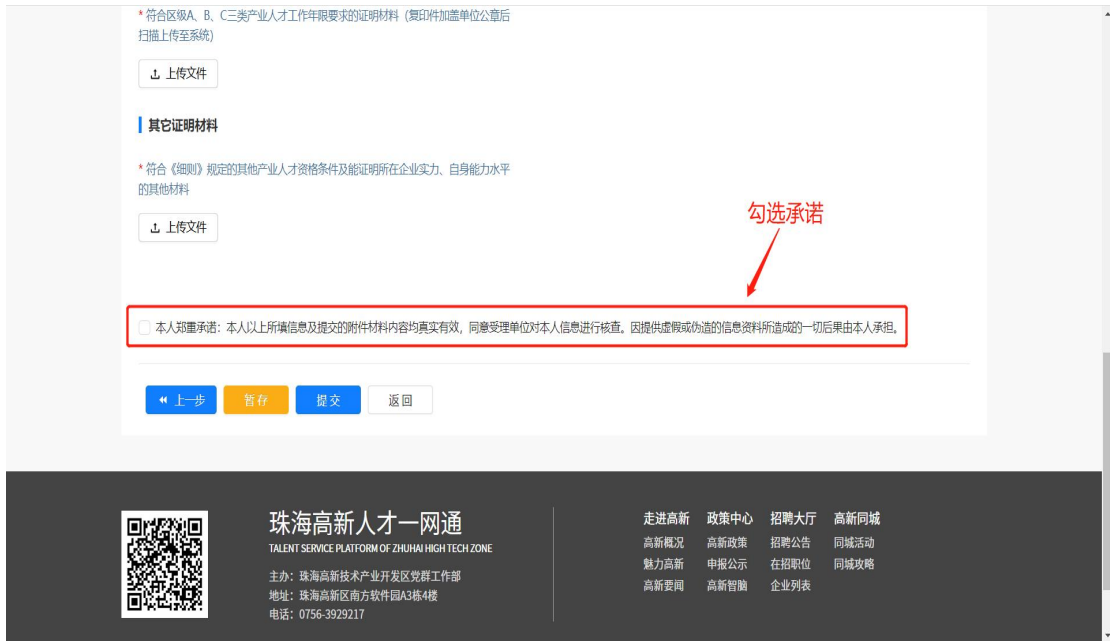 * 符合区级A、B、C三类产业人才工作年限要求的证明材料（复印件加盖单位公章后
扫描上传至系统）
上传文件
其它证明材料
* 符合《细则》规定的其他产业人才资格条件及能证明所在企业实力、自身能力水平
的其他材料
上传文件
勾选承诺
本人郑重承诺：本人以上所填信息及提交的附件材料内容均真实有效，同意受理单位对本人信息进行核查。因提供虚假或伪造的信息资料所造成的一切后果由本人承担。
上一步 暂存 提交 返回
珠海高新人才一网通
TALENT SERVICE PLATFORM OF ZHUHAI HIGH TECH ZONE
主办：珠海高新技术产业开发区党群工作部
地址：珠海高新区南方软件园A3栋4楼
电话：0756-3929217
走进高新 政策中心 招聘大厅 高新同城
高新概况 高新政策 招聘公告 同城活动
魅力高新 申报公示 在招职位 同城攻略
高新要闻 高新智脑 企业列表